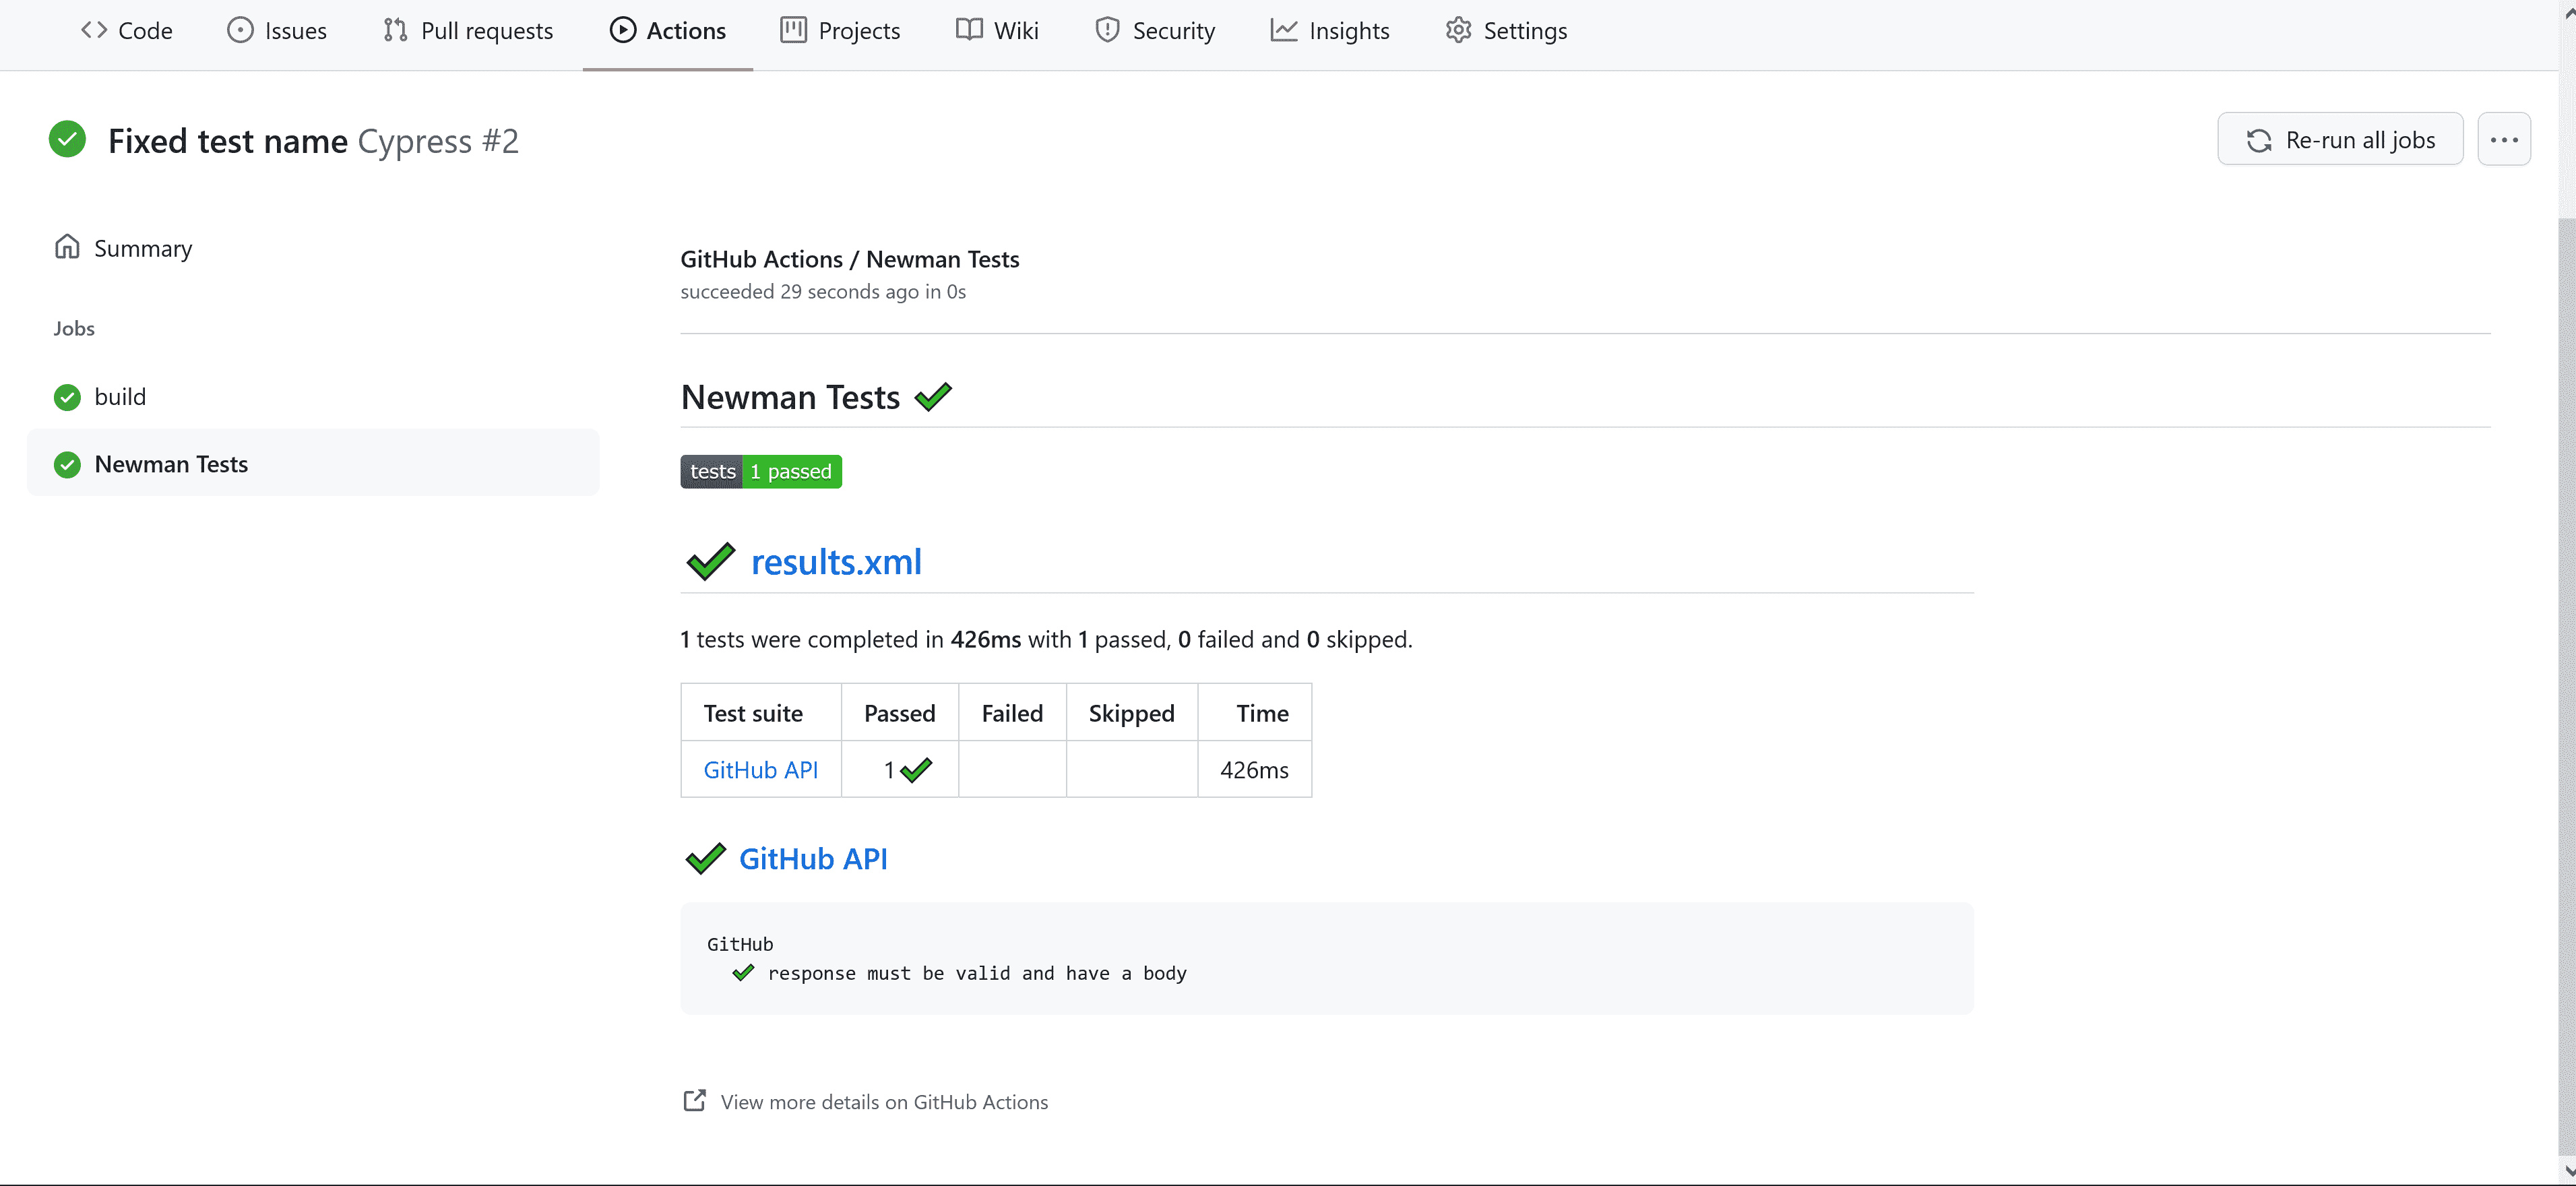 Code Issues Pull requests Actions Projects Wiki Security Insights Settings
Fixed test name Cypress #2
Re-run all jobs
Summary
Jobs
build
Newman Tests
GitHub Actions / Newman Tests
succeeded 29 seconds ago in 0s
Newman Tests
tests 1 passed
results.xml
1 tests were completed in 426ms with 1 passed, 0 failed and 0 skipped.
Test suite Passed Failed Skipped Time
GitHub API 1 426ms
GitHub API
GitHub
response must be valid and have a body
View more details on GitHub Actions